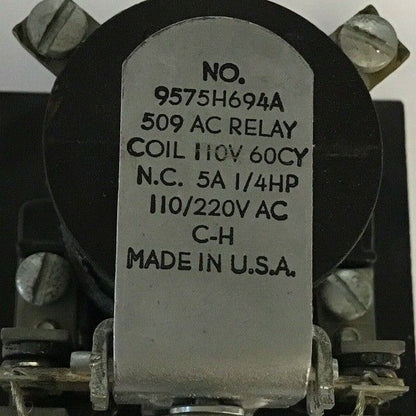 NO.
9575H694A
509 AC RELAY
COIL 110V 60CY
N.C. 5A 1/4HP
110/220V AC
C-H
MADE IN U.S.A.